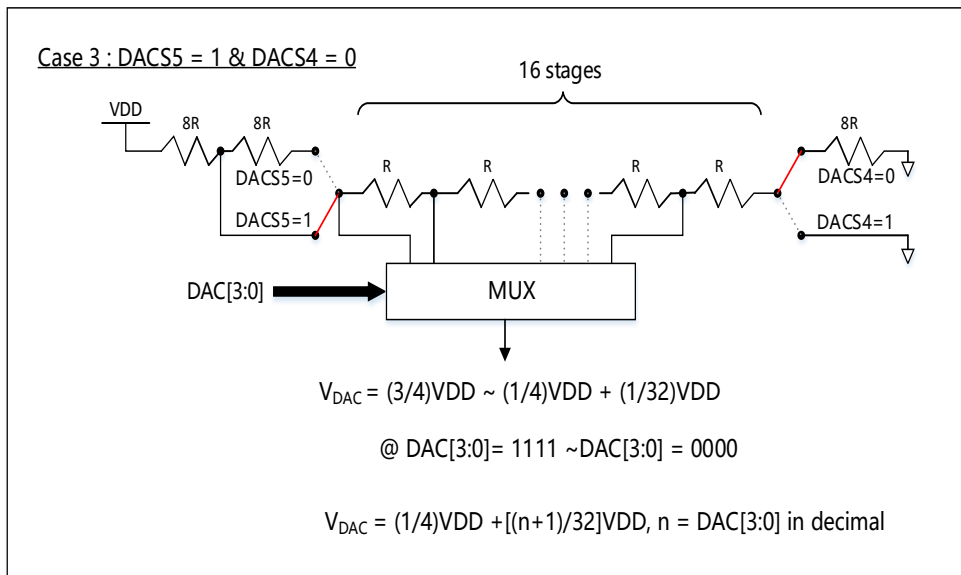 Case 3 : DACS5 = 1 & DACS4 = 0
16 stages
VDD
8R
8R
8R
DACS5=0
R
R
R
R
DACS4=0
DACS5=1
DACS4=1
DAC[3:0]
MUX
VDAC = (3/4)VDD ~ (1/4)VDD + (1/32)VDD
@ DAC[3:0]= 1111 ~DAC[3:0] = 0000
VDAC = (1/4)VDD +[(n+1)/32]VDD, n = DAC[3:0] in decimal